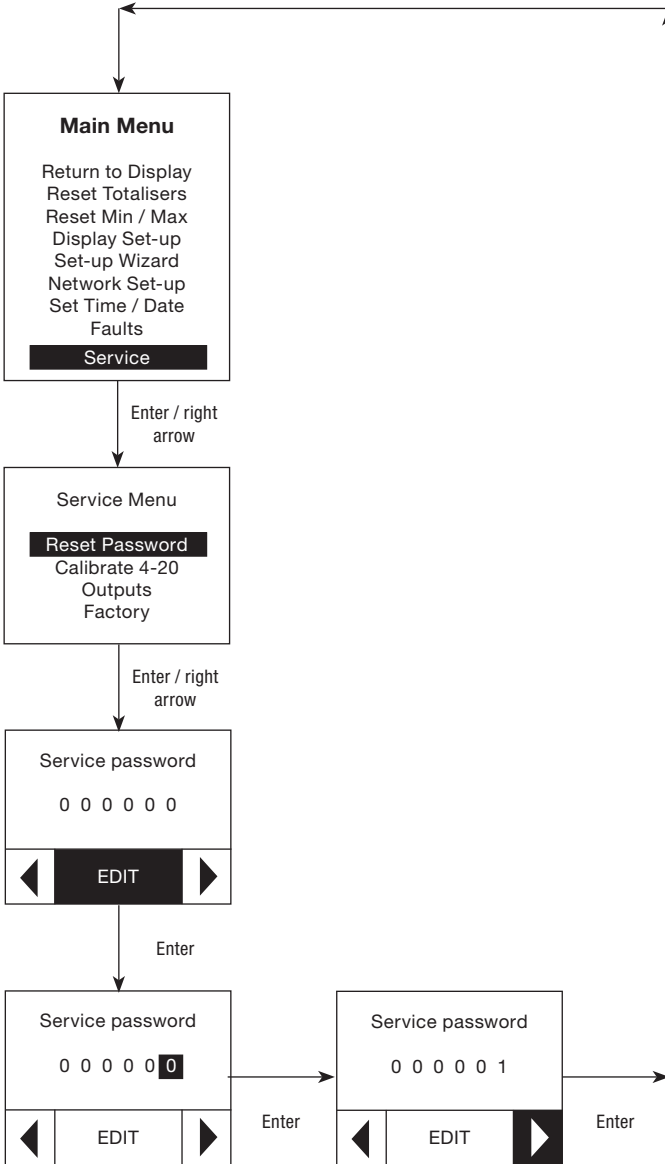 Main Menu
Return to Display
Reset Totalisers
Reset Min / Max
Display Set-up
Set-up Wizard
Network Set-up
Set Time / Date
Faults
Service
Enter / right
arrow
Service Menu
Reset Password
Calibrate 4-20
Outputs
Factory
Enter / right
arrow
Service password
0 0 0 0 0 0
EDIT
Enter
Service password
0 0 0 0 0 0
EDIT
Enter
Service password
0 0 0 0 0 1
EDIT
Enter